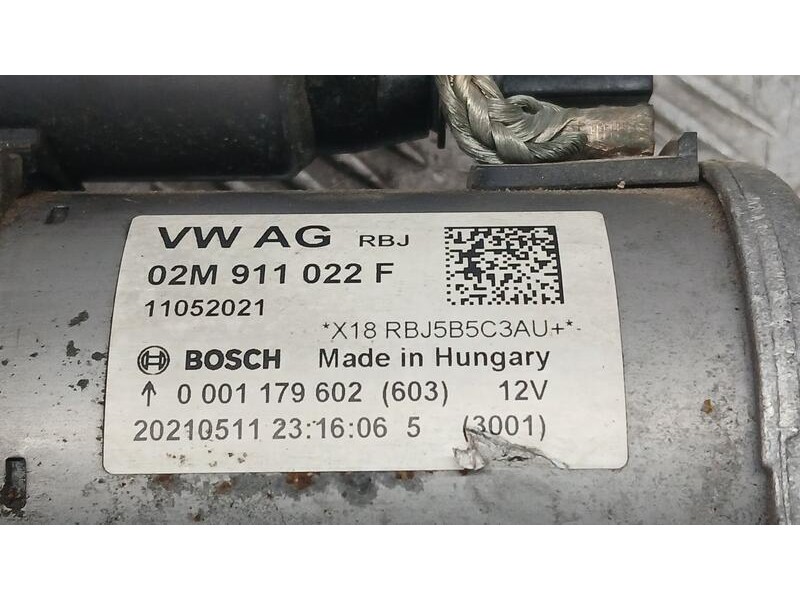 VW AG RBJ
02M 911 022 F
11052021
*X18 RBJ5B5C3AU+*-
BOSCH Made in Hungary
↑ 0 001 179 602 (603) 12V
20210511 23:16:06 5 (3001)